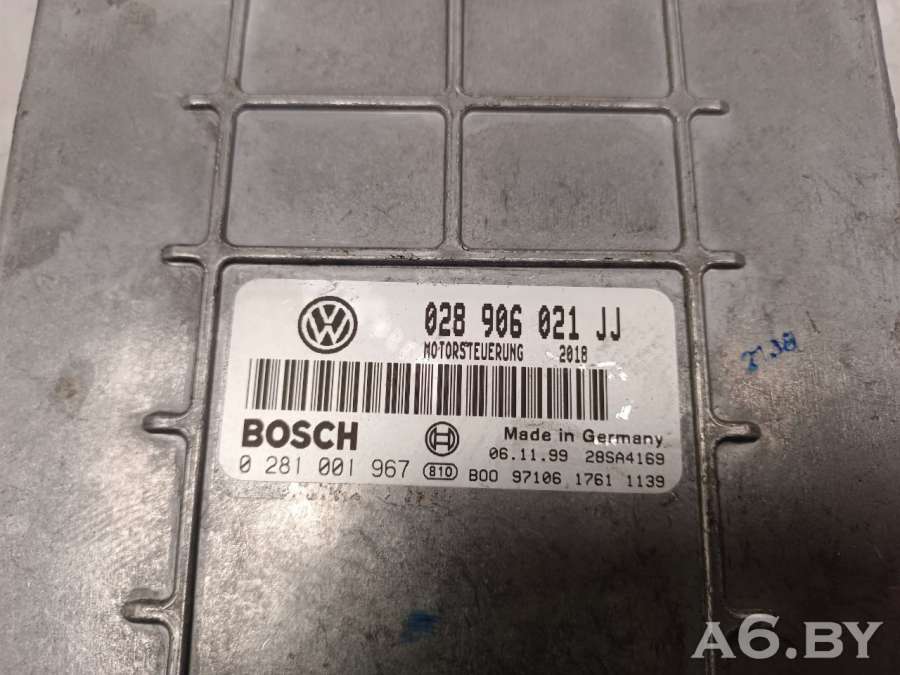 028 906 021 JJ
MOTORSTEUERUNG 2018
BOSCH
Made in Germany
06.11.99 28SA4169
0 281 001 967 810 B00 97106 1761 1139
A6.BY